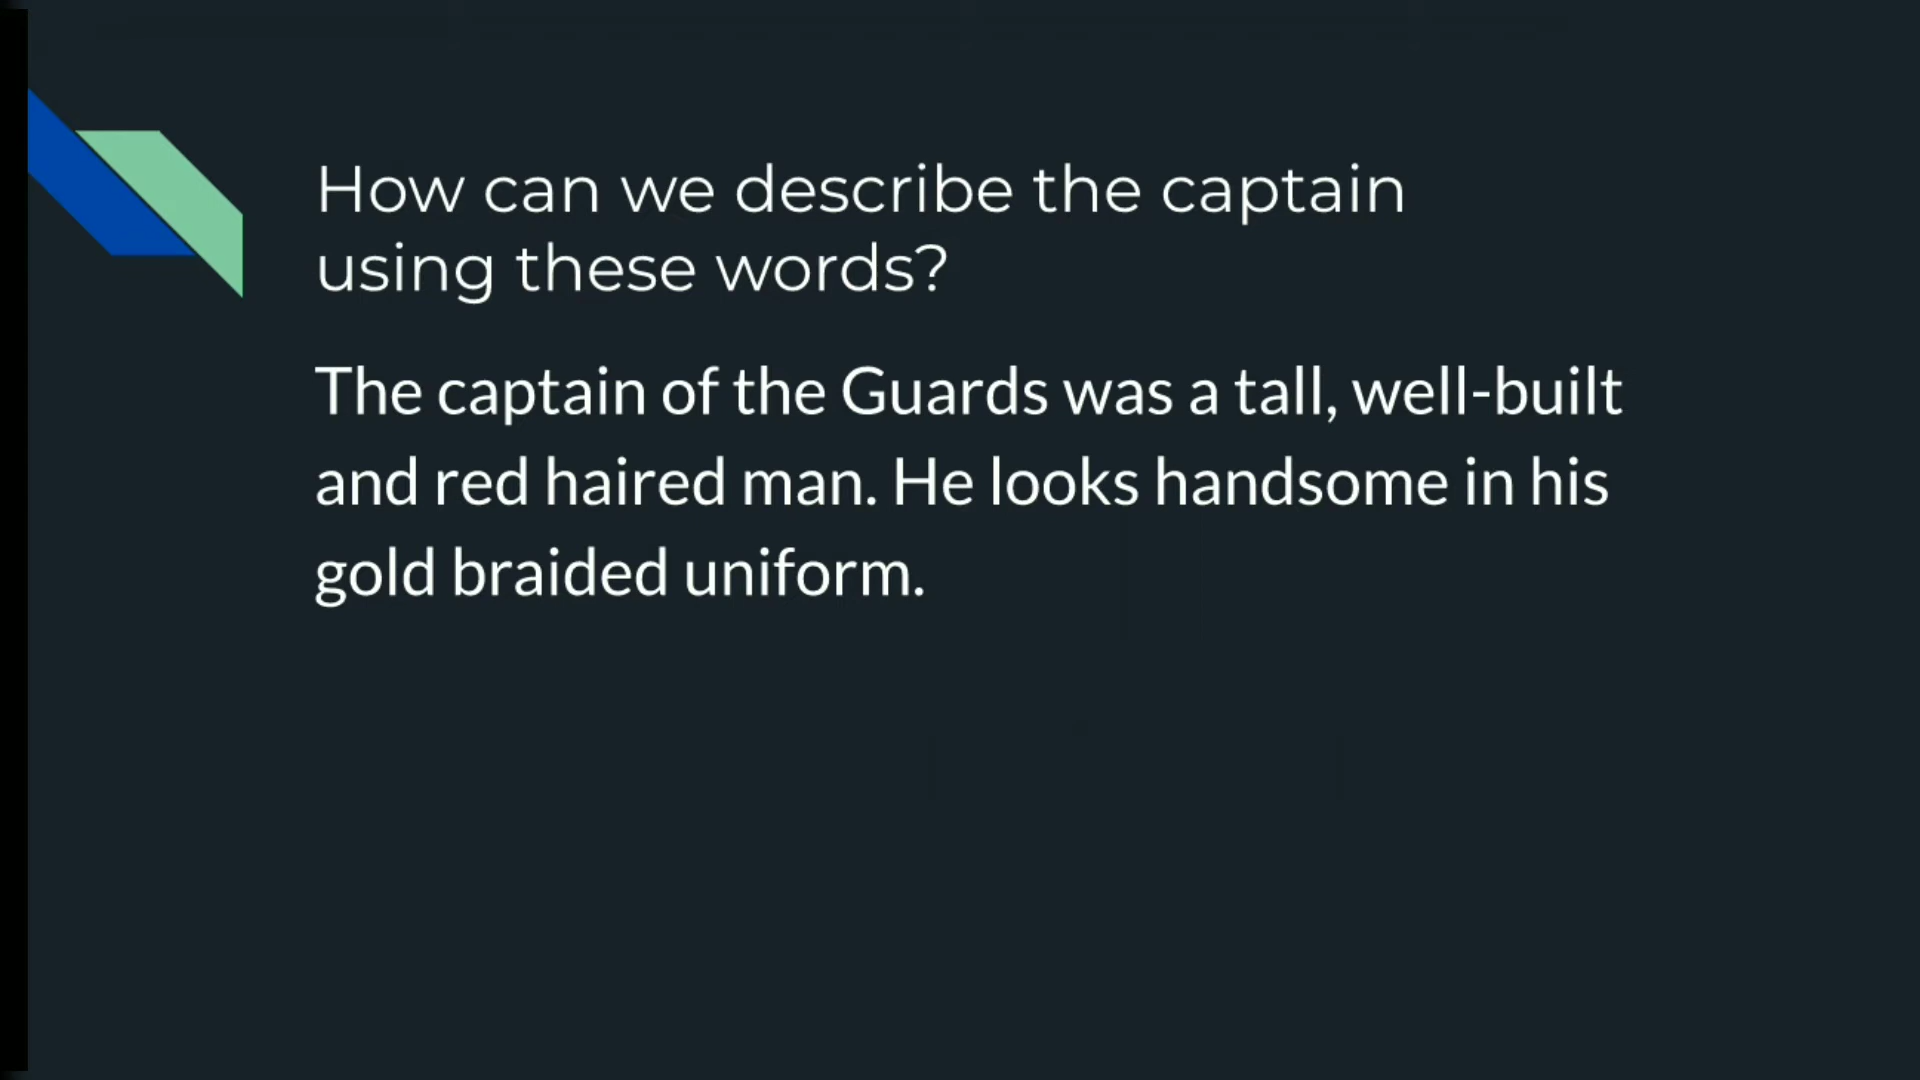 How can we describe the captain
using these words?
The captain of the Guards was a tall, well-built
and red haired man. He looks handsome in his
gold braided uniform.